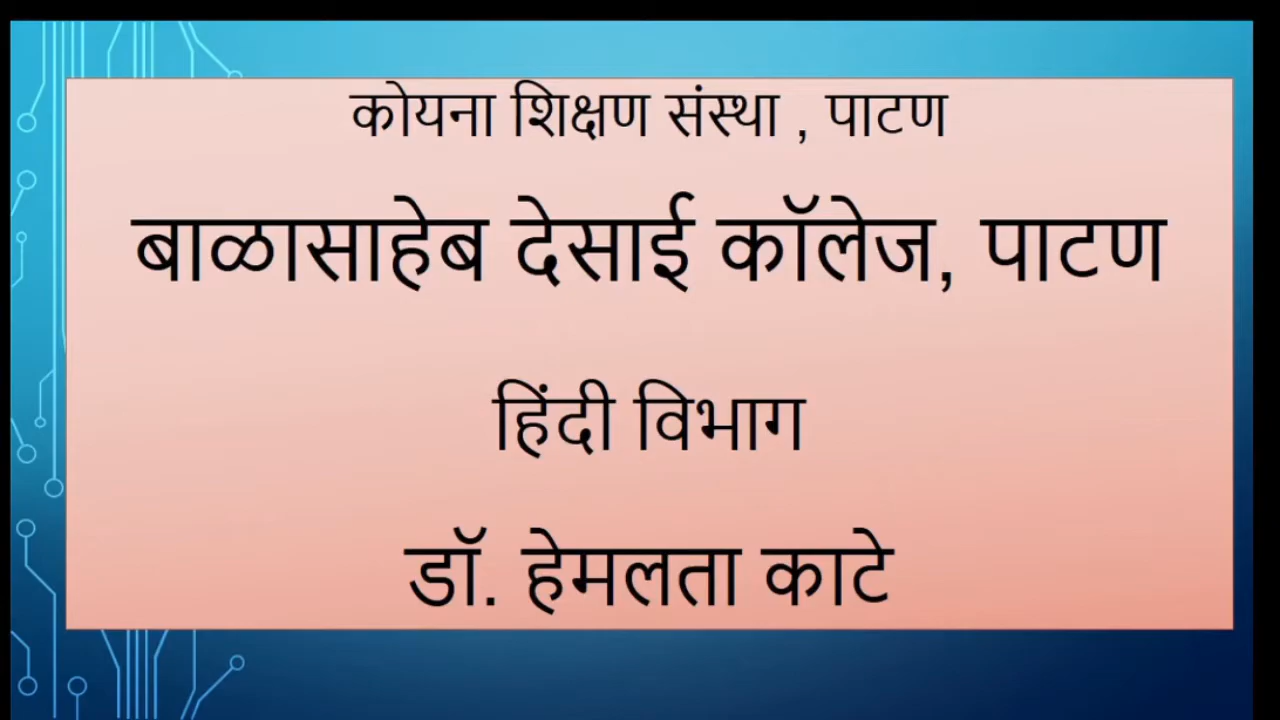 कोयना शिक्षण संस्था , पाटण
बाळासाहेब देसाई कॉलेज, पाटण
हिंदी विभाग
डॉ. हेमलता काटे